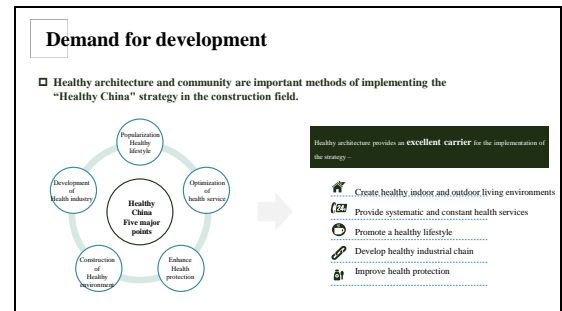 Demand for development
Healthy architecture and community are important methods of implementing the
“Healthy China” strategy in the construction field.
Popularization
Healthy
lifestyle
Development
of
Health industry
Optimization
of
health service
Healthy
China
Five major
points
Construction
of
Healthy
environment
Enhance
Health
protection
Healthy architecture provides an excellent carrier for the implementation of
the strategy –
Create healthy indoor and outdoor living environments
24
Provide systematic and constant health services
Promote a healthy lifestyle
Develop healthy industrial chain
Improve health protection